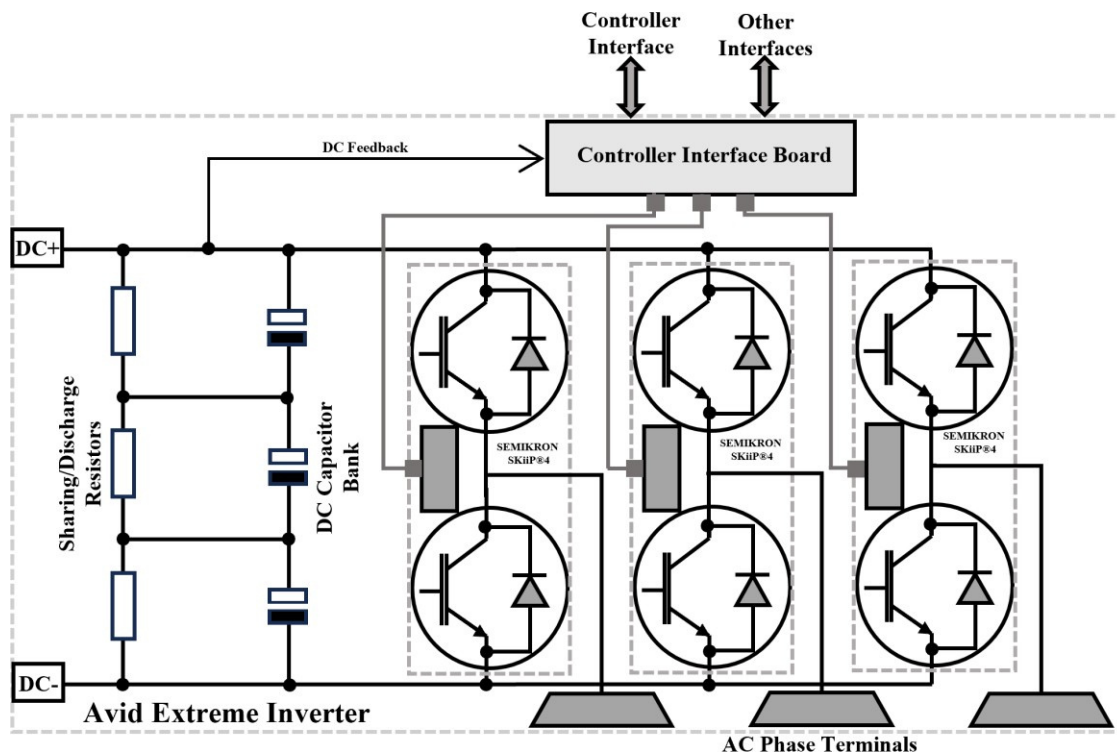 Controller
Interface
Other
Interfaces
DC Feedback
Controller Interface Board
DC+
Sharing/Discharge
Resistors
DC Capacitor
Bank
SEMIKRON
SKiiP®4
SEMIKRON
SKiiP®4
SEMIKRON
SKiiP®4
DC-
Avid Extreme Inverter
AC Phase Terminals